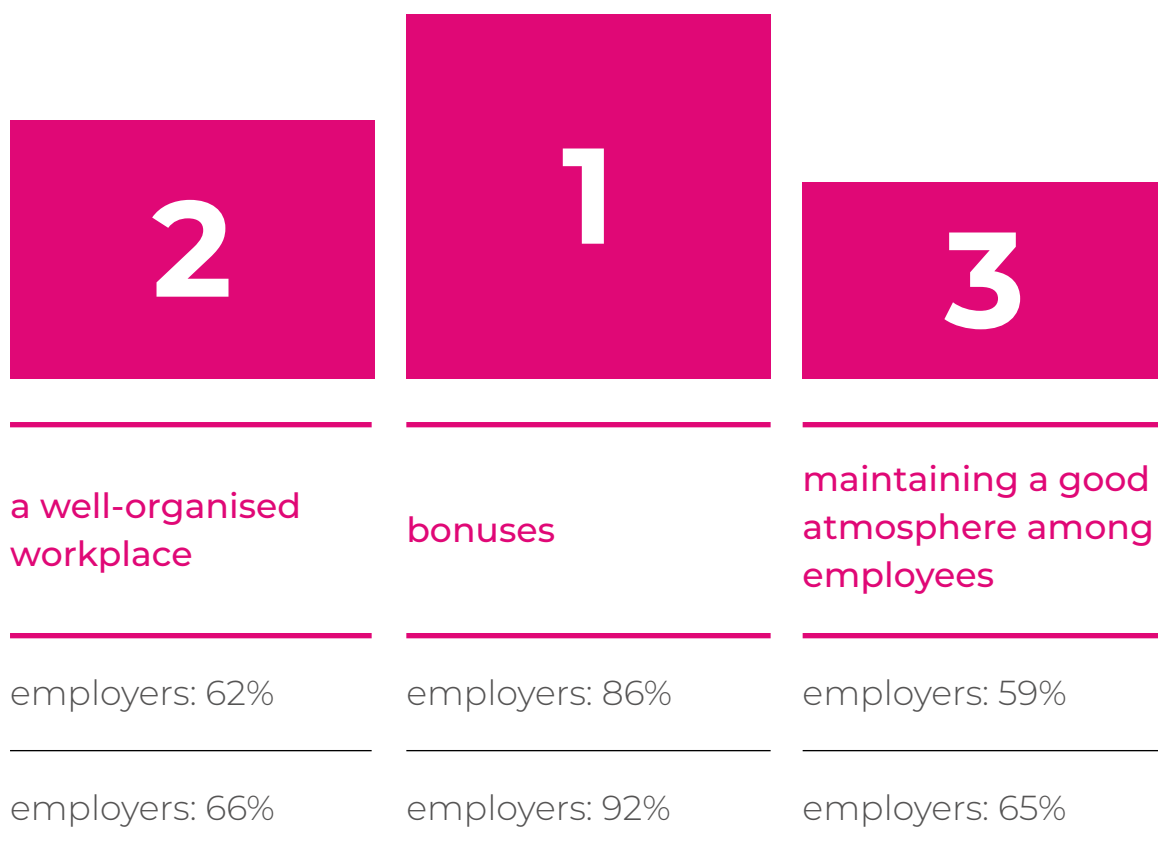 2
1
3
a well-organised
workplace
bonuses
maintaining a good
atmosphere among
employees
employers: 62%
employers: 86%
employers: 59%
employers: 66%
employers: 92%
employers: 65%